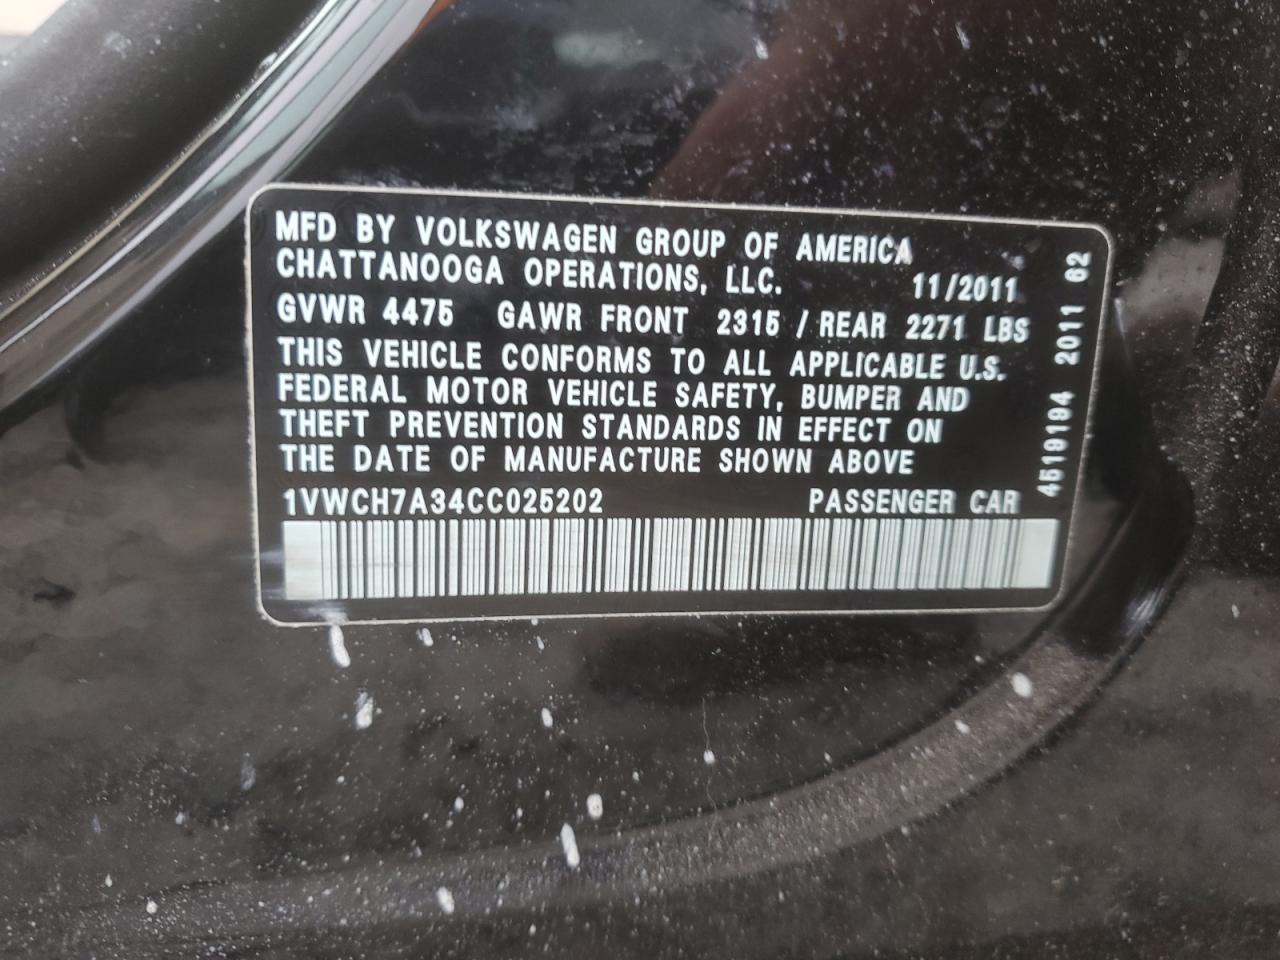 MFD BY VOLKSWAGEN GROUP OF AMERICA
CHATTANOOGA OPERATIONS, LLC. 11/2011
GVWR 4475 GAWR FRONT 2315 / REAR 2271 LBS
THIS VEHICLE CONFORMS TO ALL APPLICABLE U.S.
FEDERAL MOTOR VEHICLE SAFETY, BUMPER AND
THEFT PREVENTION STANDARDS IN EFFECT ON
THE DATE OF MANUFACTURE SHOWN ABOVE
1VWCH7A34CC025202 PASSENGER CAR
4519194 2011 62